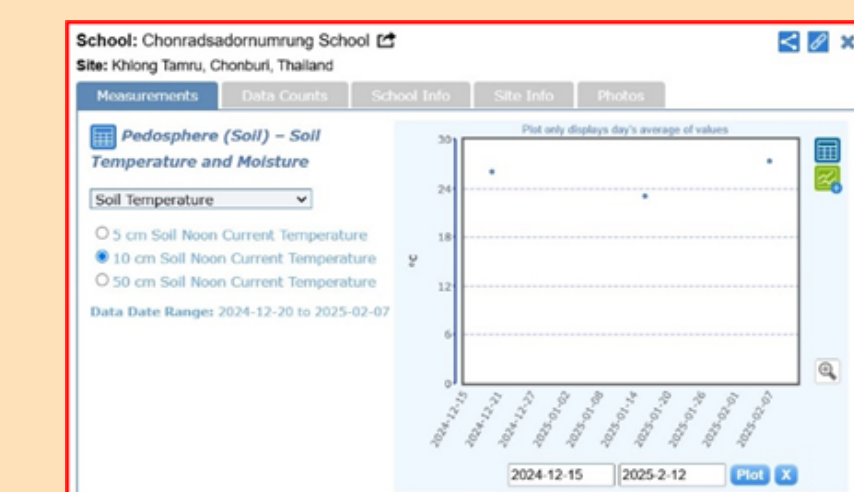 School: Chonradsadornumrung School
Site: Khlong Tamru, Chonburi, Thailand
Measurements Data Counts School Info Site Info Photos
Pedosphere (Soil) – Soil
Temperature and Moisture
Soil Temperature
5 cm Soil Noon Current Temperature
10 cm Soil Noon Current Temperature
50 cm Soil Noon Current Temperature
Data Date Range: 2024-12-20 to 2025-02-07
Plot only displays day's average of values
30
24
18
12
6
0
°C
2024-12-15
2024-12-21
2024-12-27
2025-01-02
2025-01-08
2025-01-14
2025-01-20
2025-01-26
2025-02-01
2025-02-07
2024-12-15 2025-2-12 Plot X